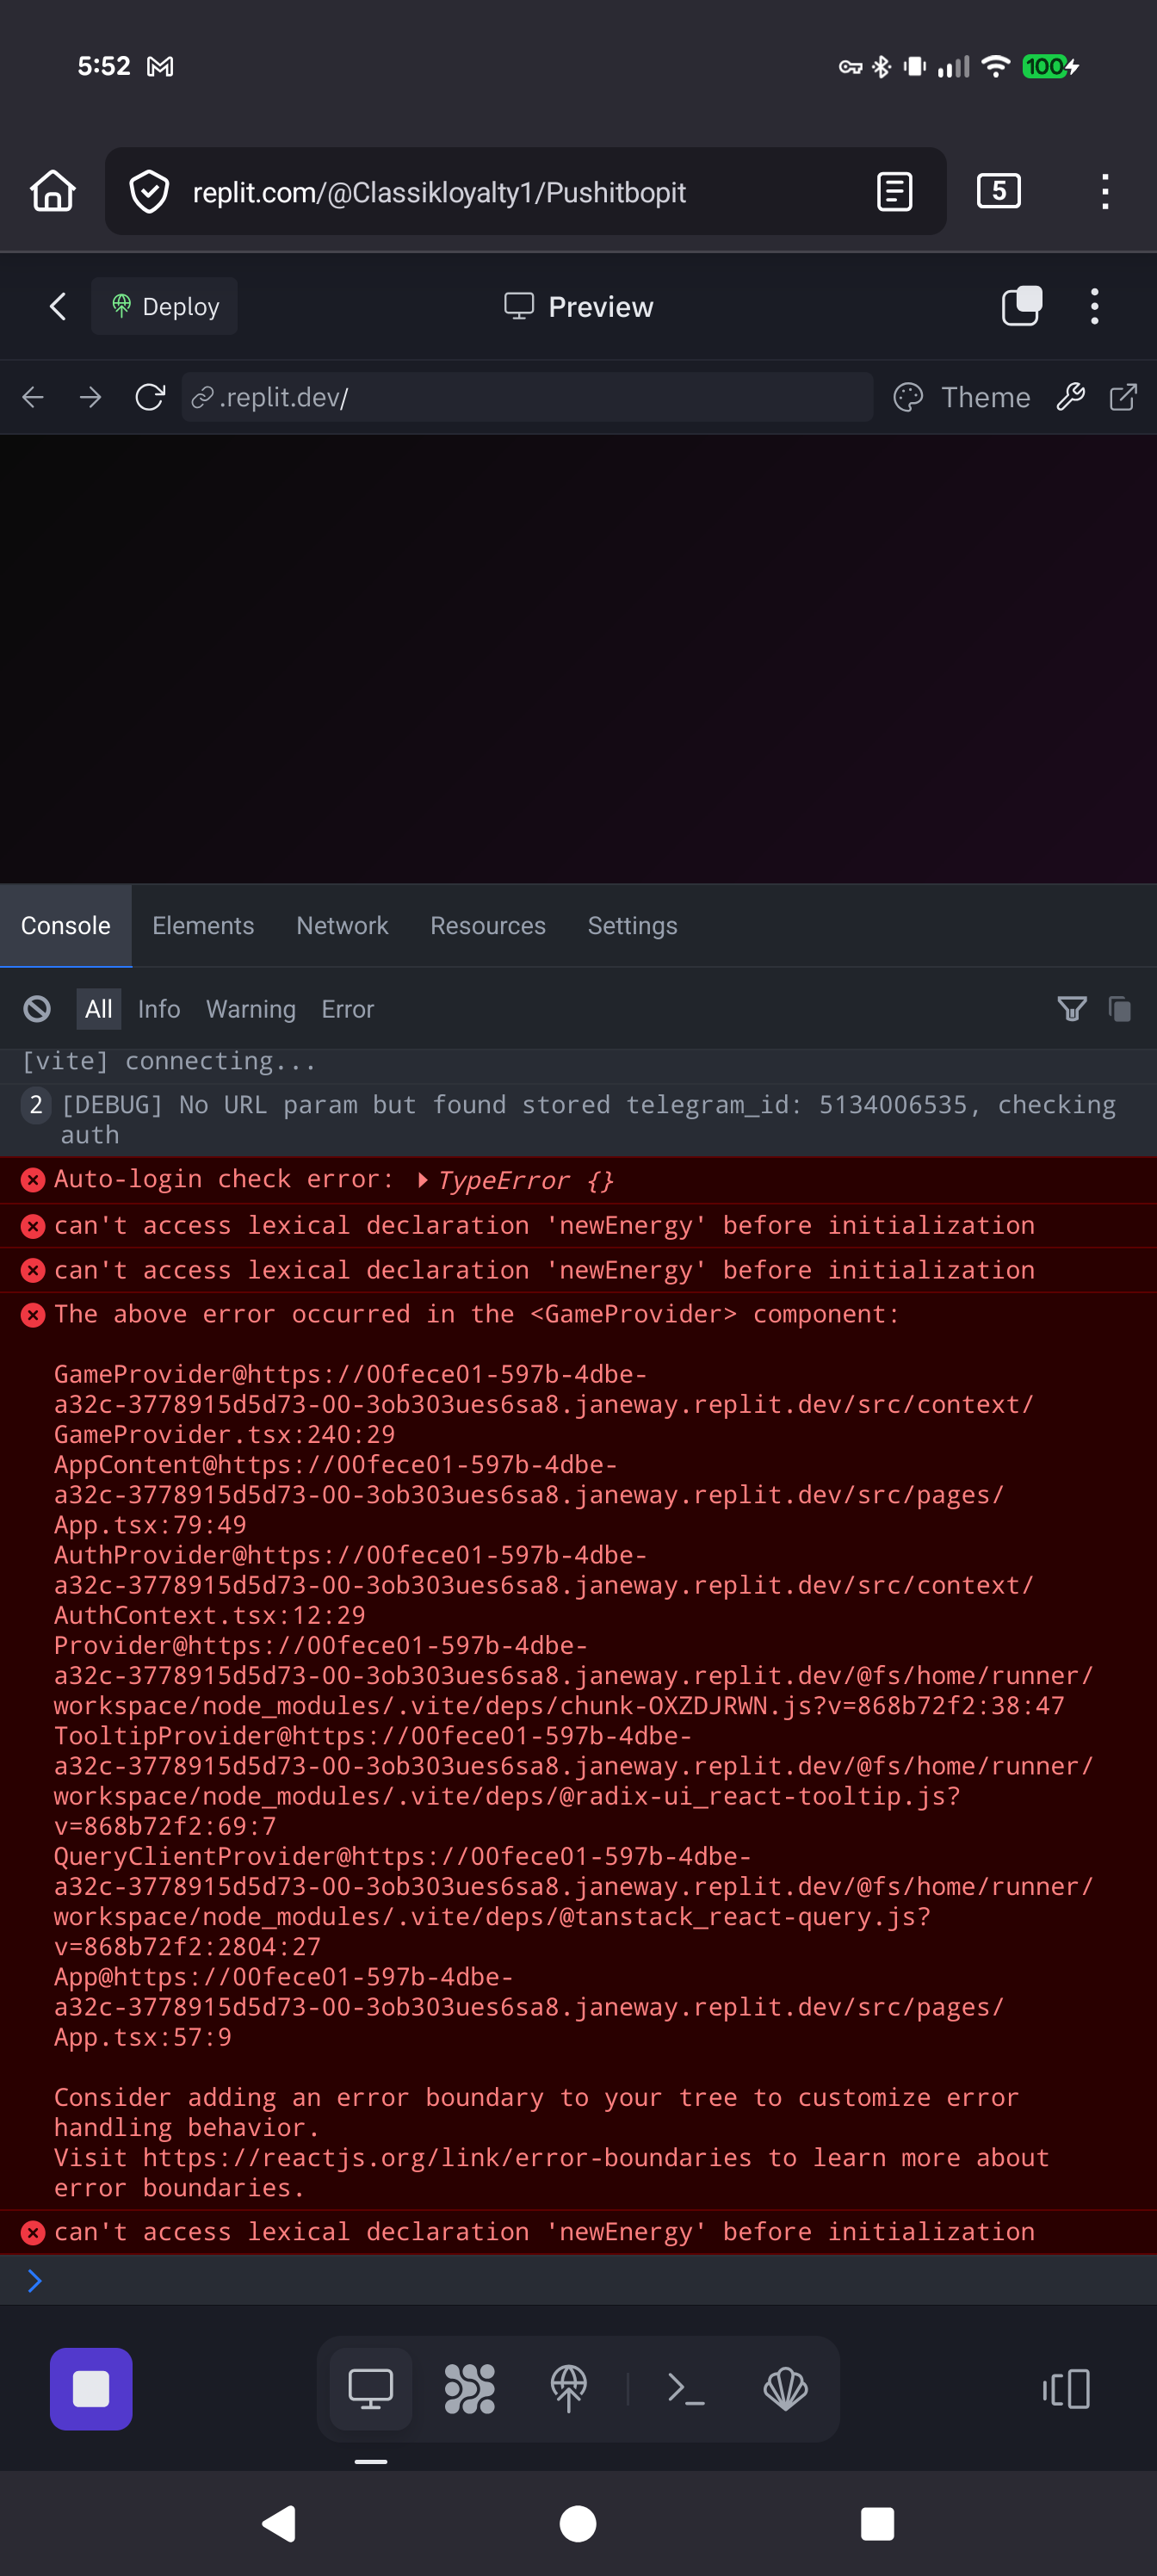 5:52
100
replit.com/@Classikloyalty1/Pushitbopit
5
Deploy
Preview
.replit.dev/
Theme
Console Elements Network Resources Settings
All Info Warning Error
[vite] connecting...
2 [DEBUG] No URL param but found stored telegram_id: 5134006535, checking
auth
Auto-login check error: TypeError {}
can't access lexical declaration 'newEnergy' before initialization
can't access lexical declaration 'newEnergy' before initialization
The above error occurred in the <GameProvider> component:
GameProvider@https://00fece01-597b-4dbe-
a32c-3778915d5d73-00-3ob303ues6sa8.janeway.replit.dev/src/context/
GameProvider.tsx:240:29
AppContent@https://00fece01-597b-4dbe-
a32c-3778915d5d73-00-3ob303ues6sa8.janeway.replit.dev/src/pages/
App.tsx:79:49
AuthProvider@https://00fece01-597b-4dbe-
a32c-3778915d5d73-00-3ob303ues6sa8.janeway.replit.dev/src/context/
AuthContext.tsx:12:29
Provider@https://00fece01-597b-4dbe-
a32c-3778915d5d73-00-3ob303ues6sa8.janeway.replit.dev/@fs/home/runner/
workspace/node_modules/.vite/deps/chunk-OXZDJRWN.js?v=868b72f2:38:47
TooltipProvider@https://00fece01-597b-4dbe-
a32c-3778915d5d73-00-3ob303ues6sa8.janeway.replit.dev/@fs/home/runner/
workspace/node_modules/.vite/deps/@radix-ui_react-tooltip.js?
v=868b72f2:69:7
QueryClientProvider@https://00fece01-597b-4dbe-
a32c-3778915d5d73-00-3ob303ues6sa8.janeway.replit.dev/@fs/home/runner/
workspace/node_modules/.vite/deps/@tanstack_react-query.js?
v=868b72f2:2804:27
App@https://00fece01-597b-4dbe-
a32c-3778915d5d73-00-3ob303ues6sa8.janeway.replit.dev/src/pages/
App.tsx:57:9
Consider adding an error boundary to your tree to customize error
handling behavior.
Visit https://reactjs.org/link/error-boundaries to learn more about
error boundaries.
can't access lexical declaration 'newEnergy' before initialization